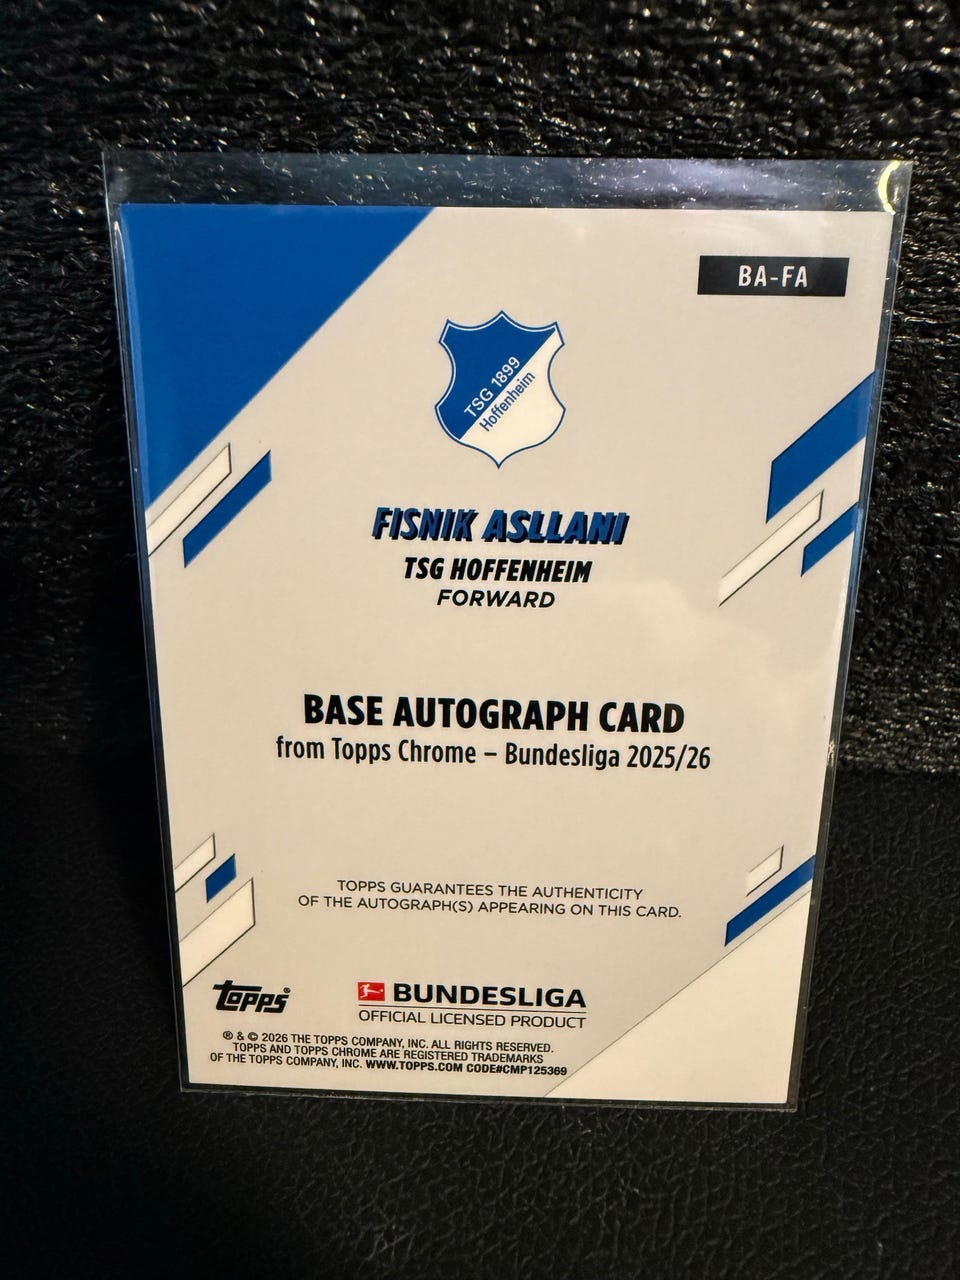 BA-FA
TSG 1899
Hoffenheim
FISNIK ASLLANI
TSG HOFFENHEIM
FORWARD
BASE AUTOGRAPH CARD
from Topps Chrome – Bundesliga 2025/26
TOPPS GUARANTEES THE AUTHENTICITY
OF THE AUTOGRAPH(S) APPEARING ON THIS CARD.
topps®
BUNDESLIGA
OFFICIAL LICENSED PRODUCT
® & © 2026 THE TOPPS COMPANY, INC. ALL RIGHTS RESERVED.
TOPPS AND TOPPS CHROME ARE REGISTERED TRADEMARKS
OF THE TOPPS COMPANY, INC. WWW.TOPPS.COM CODE#CMP125369